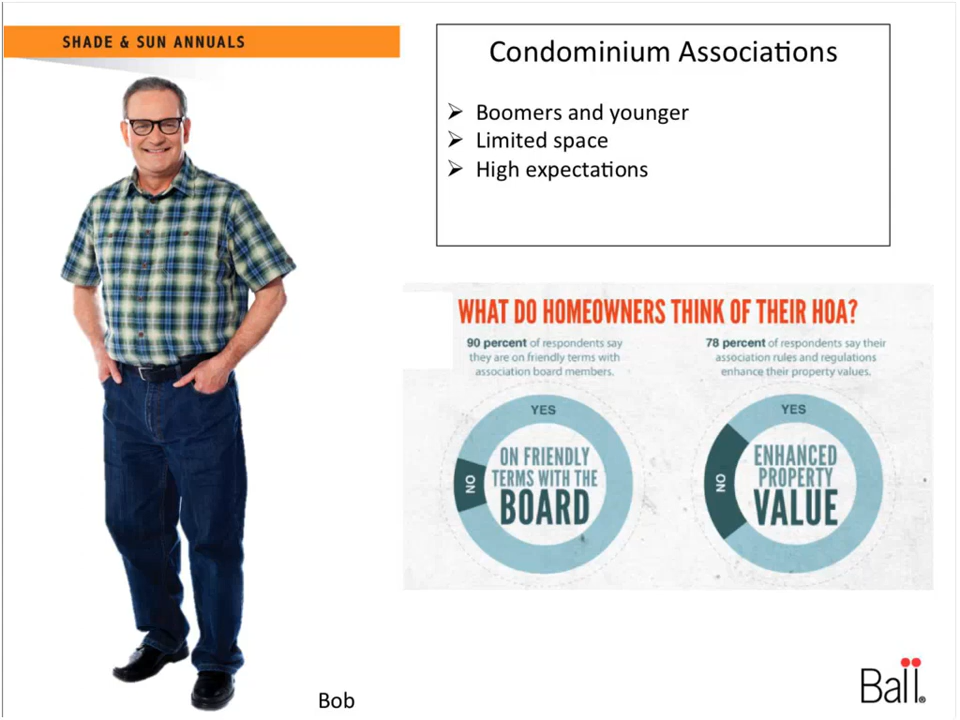 SHADE & SUN ANNUALS
Condominium Associations
➢ Boomers and younger
➢ Limited space
➢ High expectations
WHAT DO HOMEOWNERS THINK OF THEIR HOA?
90 percent of respondents say
they are on friendly terms with
association board members.
78 percent of respondents say their
association rules and regulations
enhance their property values.
YES
NO
ON FRIENDLY
TERMS WITH THE
BOARD
YES
NO
ENHANCED
PROPERTY
VALUE
Bob
Ball®